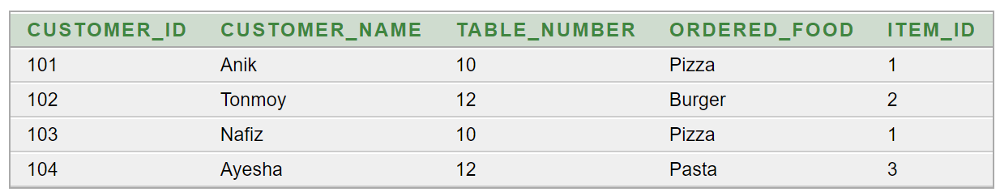 CUSTOMER_ID CUSTOMER_NAME TABLE_NUMBER ORDERED_FOOD ITEM_ID
101 Anik 10 Pizza 1
102 Tonmoy 12 Burger 2
103 Nafiz 10 Pizza 1
104 Ayesha 12 Pasta 3